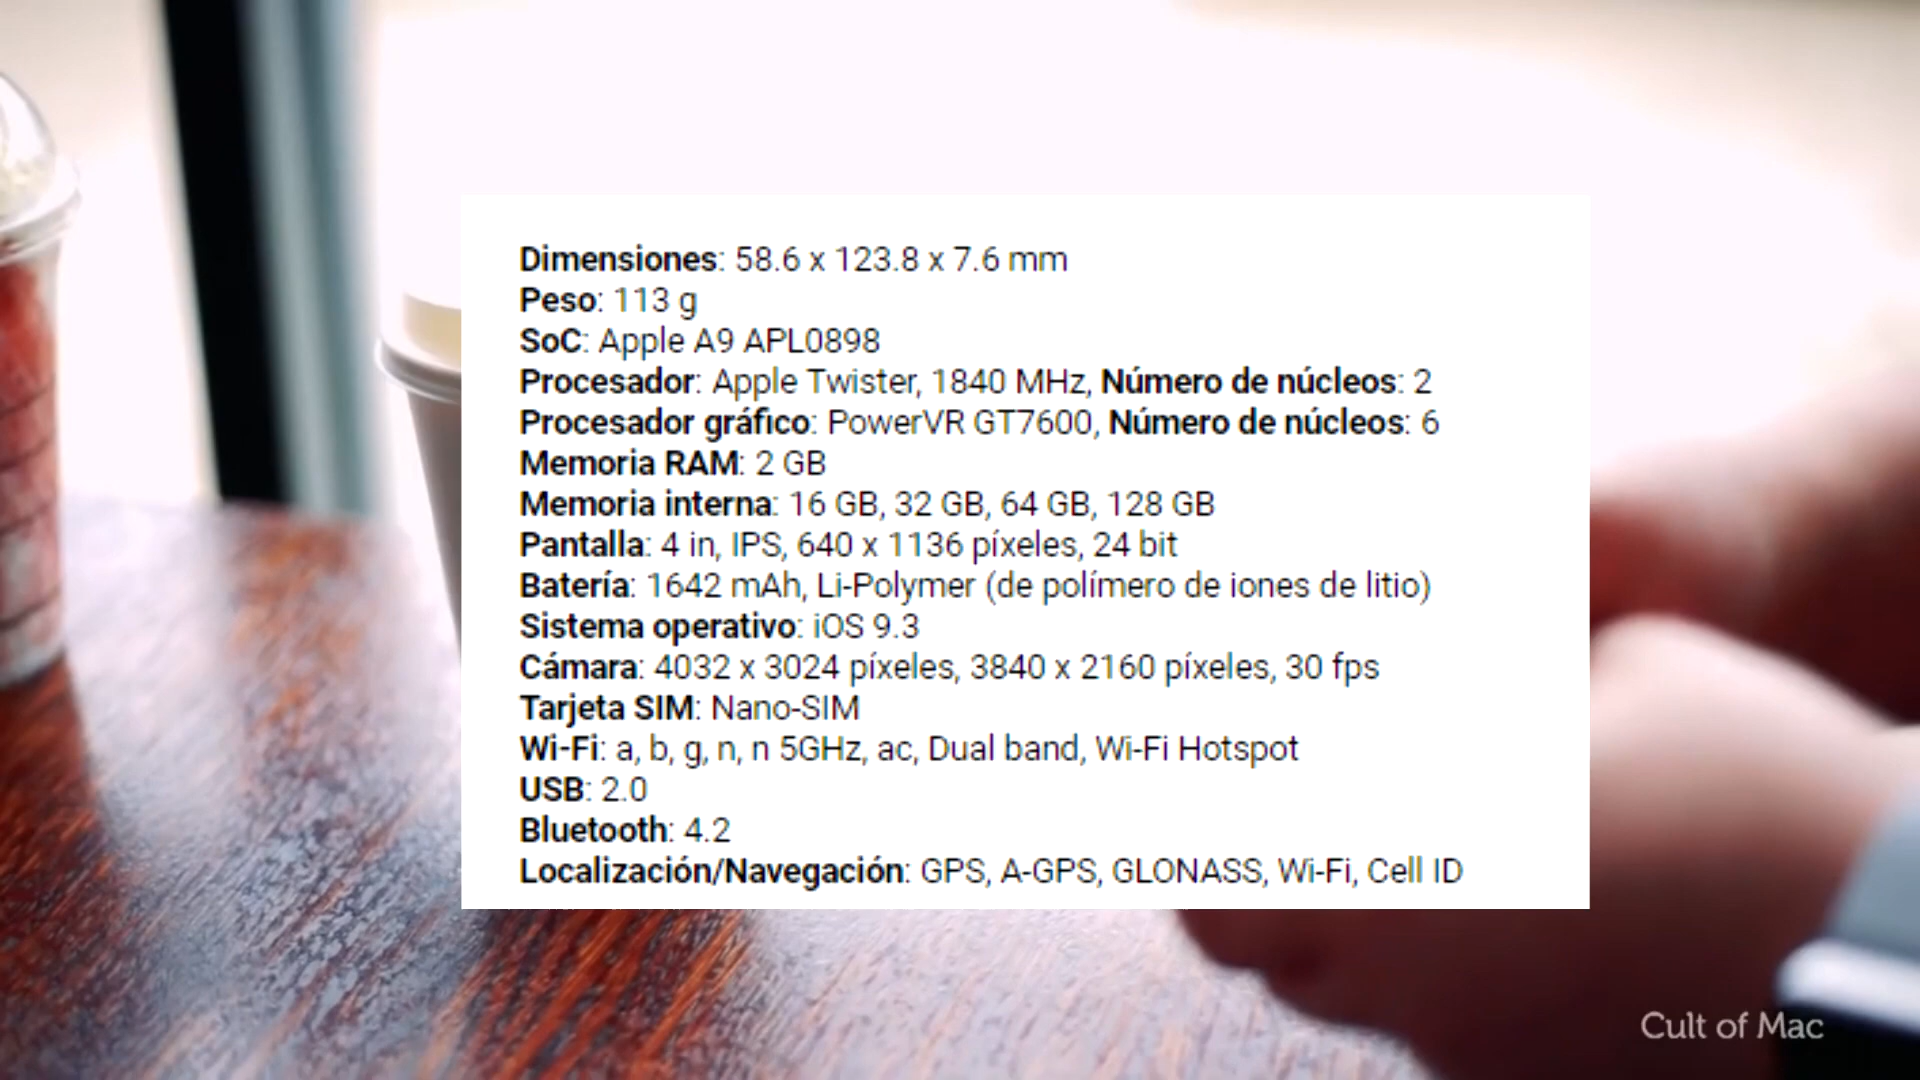 Dimensiones: 58.6 x 123.8 x 7.6 mm
Peso: 113 g
SoC: Apple A9 APL0898
Procesador: Apple Twister, 1840 MHz, Número de núcleos: 2
Procesador gráfico: PowerVR GT7600, Número de núcleos: 6
Memoria RAM: 2 GB
Memoria interna: 16 GB, 32 GB, 64 GB, 128 GB
Pantalla: 4 in, IPS, 640 x 1136 píxeles, 24 bit
Batería: 1642 mAh, Li-Polymer (de polímero de iones de litio)
Sistema operativo: iOS 9.3
Cámara: 4032 x 3024 píxeles, 3840 x 2160 píxeles, 30 fps
Tarjeta SIM: Nano-SIM
Wi-Fi: a, b, g, n, n 5GHz, ac, Dual band, Wi-Fi Hotspot
USB: 2.0
Bluetooth: 4.2
Localización/Navegación: GPS, A-GPS, GLONASS, Wi-Fi, Cell ID
Cult of Mac